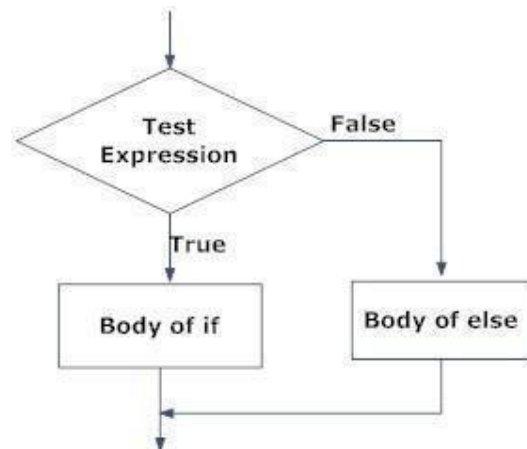 Test
Expression
False
True
Body of if
Body of else